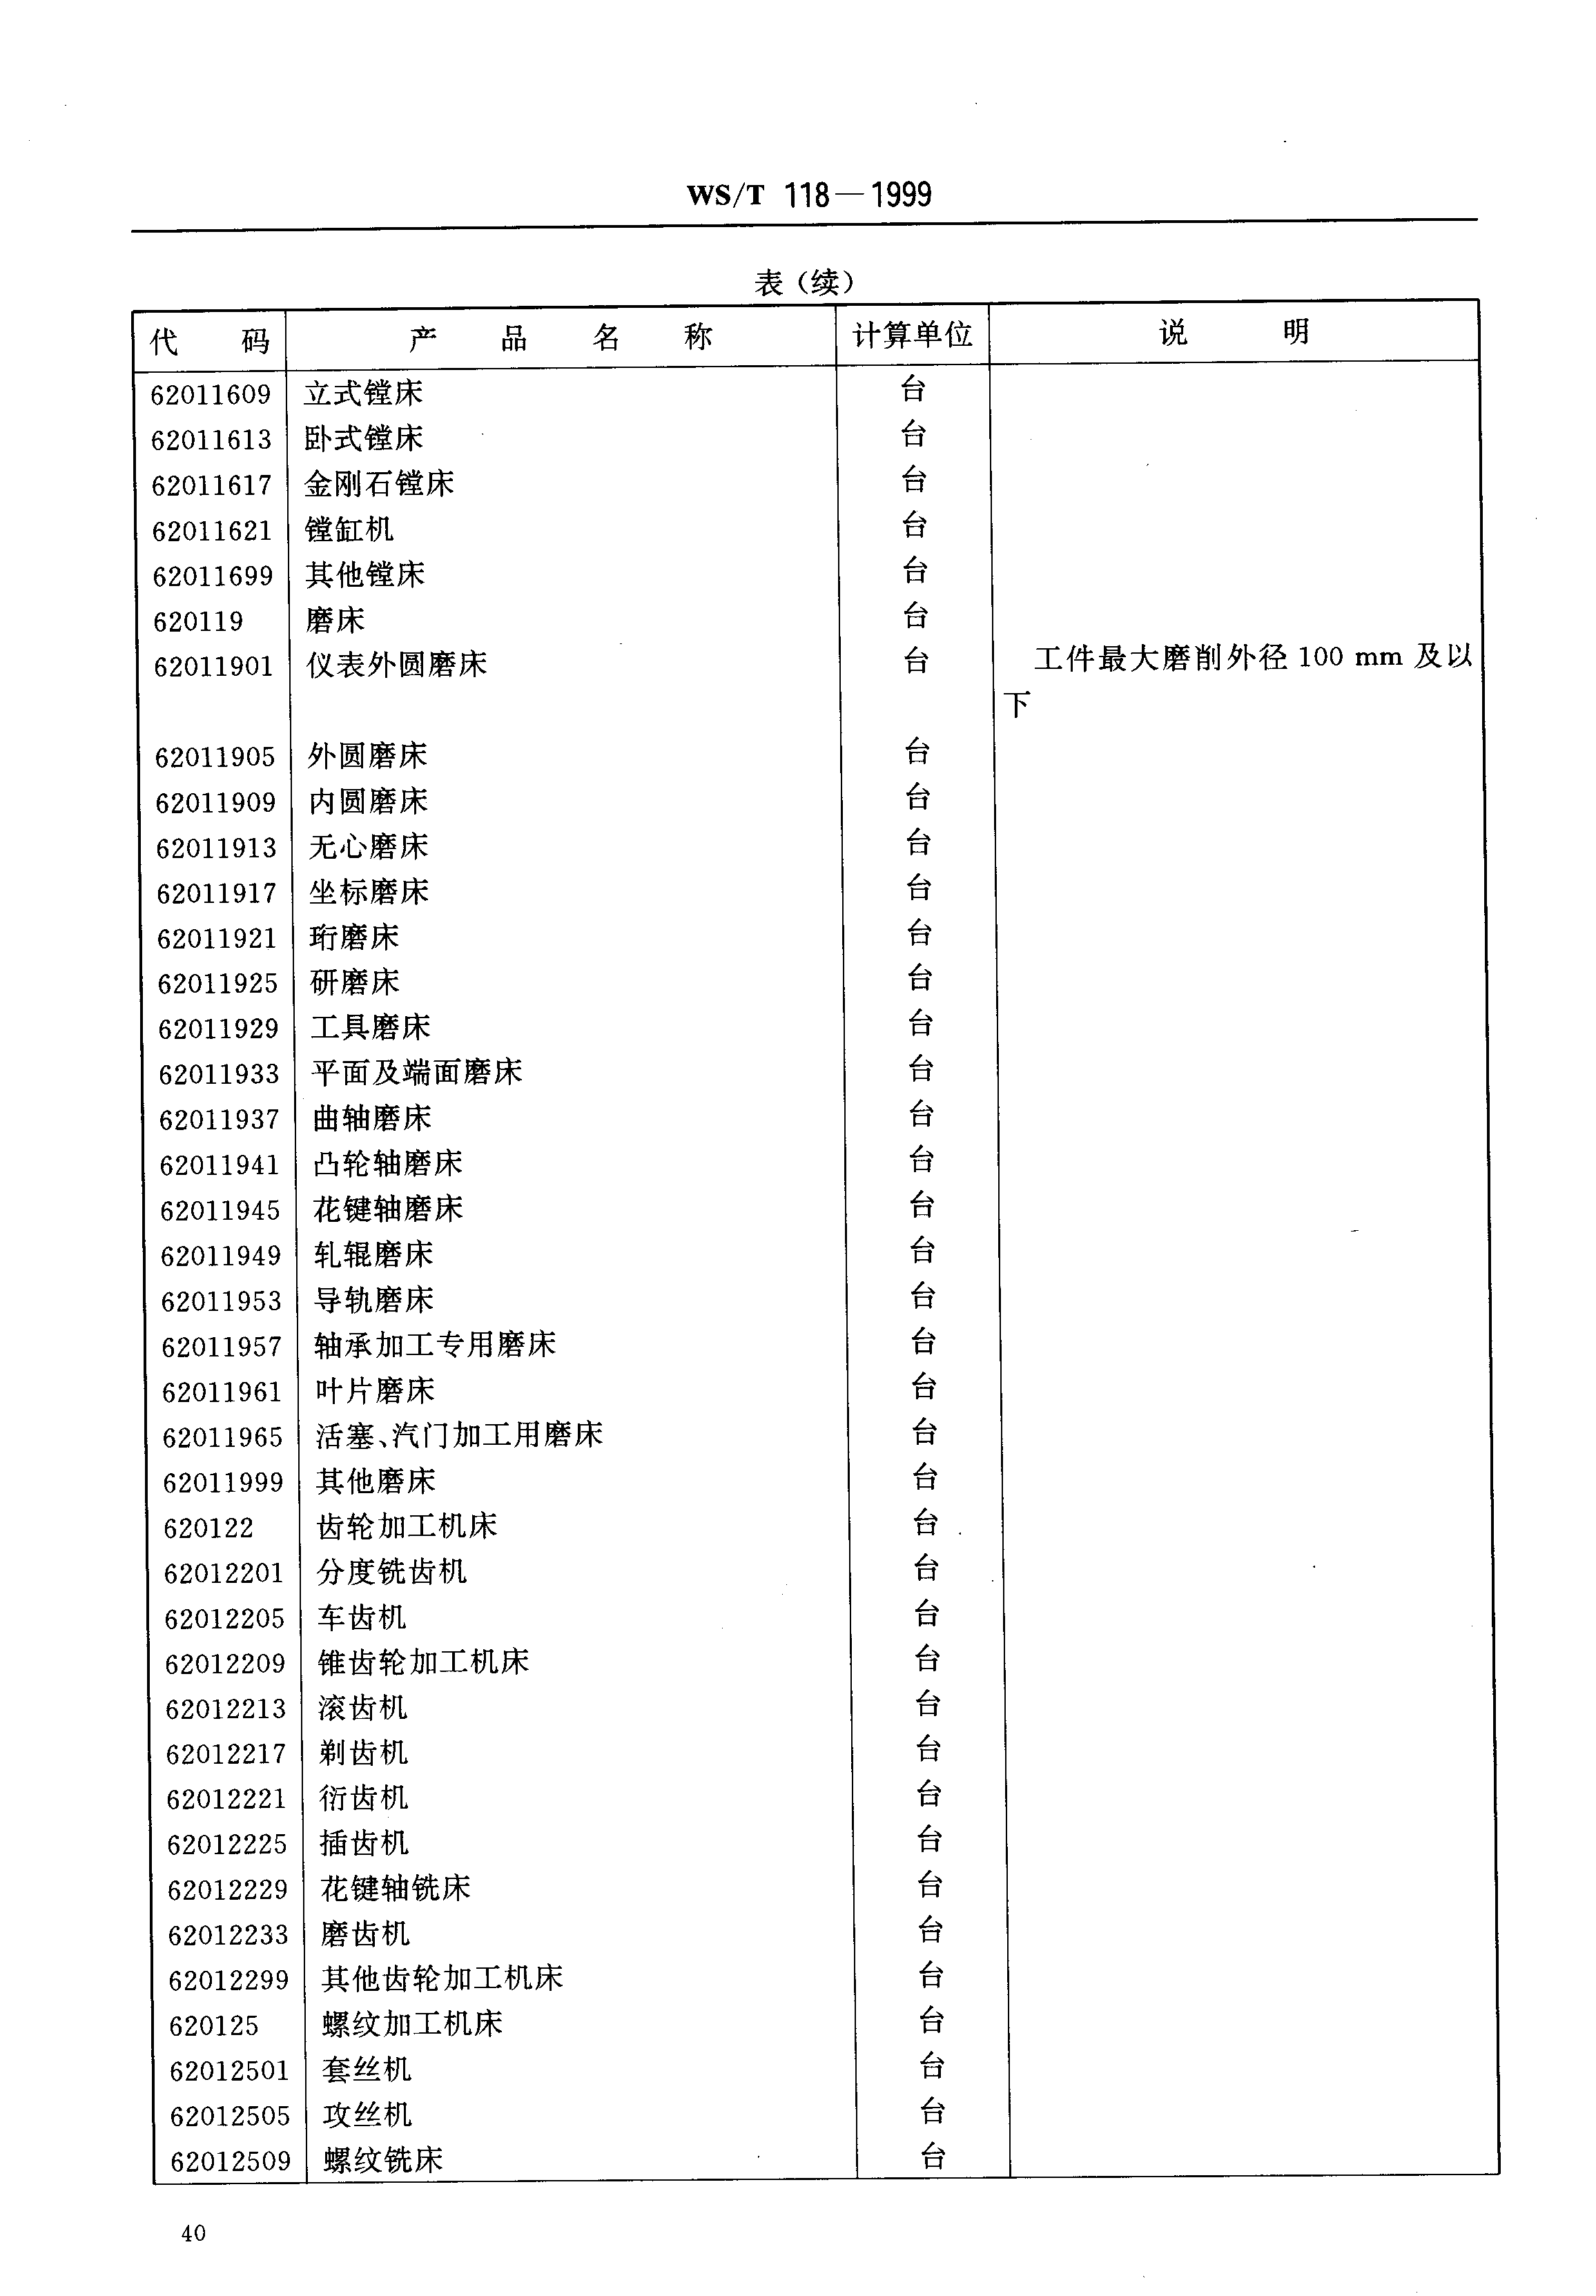 WS/T 118—1999
表（续）
代 码 产 品 名 称 计算单位 说 明
62011609 立式镗床 台
62011613 卧式镗床 台
62011617 金刚石镗床 台
62011621 镗缸机 台
62011699 其他镗床 台
620119 磨床 台
62011901 仪表外圆磨床 台 工件最大磨削外径 100 mm 及以
下
62011905 外圆磨床 台
62011909 内圆磨床 台
62011913 无心磨床 台
62011917 坐标磨床 台
62011921 珩磨床 台
62011925 研磨床 台
62011929 工具磨床 台
62011933 平面及端面磨床 台
62011937 曲轴磨床 台
62011941 凸轮轴磨床 台
62011945 花键轴磨床 台
62011949 轧辊磨床 台
62011953 导轨磨床 台
62011957 轴承加工专用磨床 台
62011961 叶片磨床 台
62011965 活塞、汽门加工用磨床 台
62011999 其他磨床 台
620122 齿轮加工机床 台
62012201 分度铣齿机 台
62012205 车齿机 台
62012209 锥齿轮加工机床 台
62012213 滚齿机 台
62012217 剃齿机 台
62012221 衍齿机 台
62012225 插齿机 台
62012229 花键轴铣床 台
62012233 磨齿机 台
62012299 其他齿轮加工机床 台
620125 螺纹加工机床 台
62012501 套丝机 台
62012505 攻丝机 台
62012509 螺纹铣床 台
40